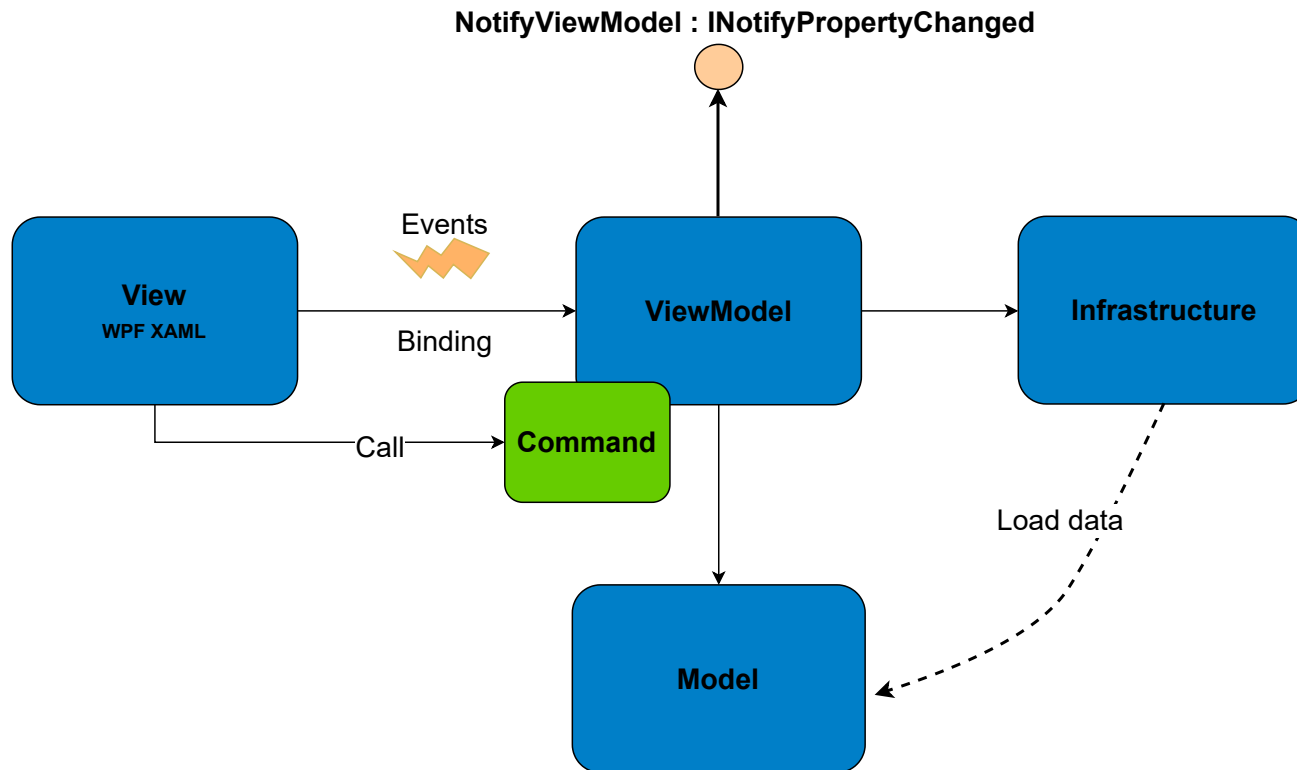 NotifyViewModel : INotifyPropertyChanged
Events
View
WPF XAML
Binding
ViewModel
Infrastructure
Call
Command
Load data
Model